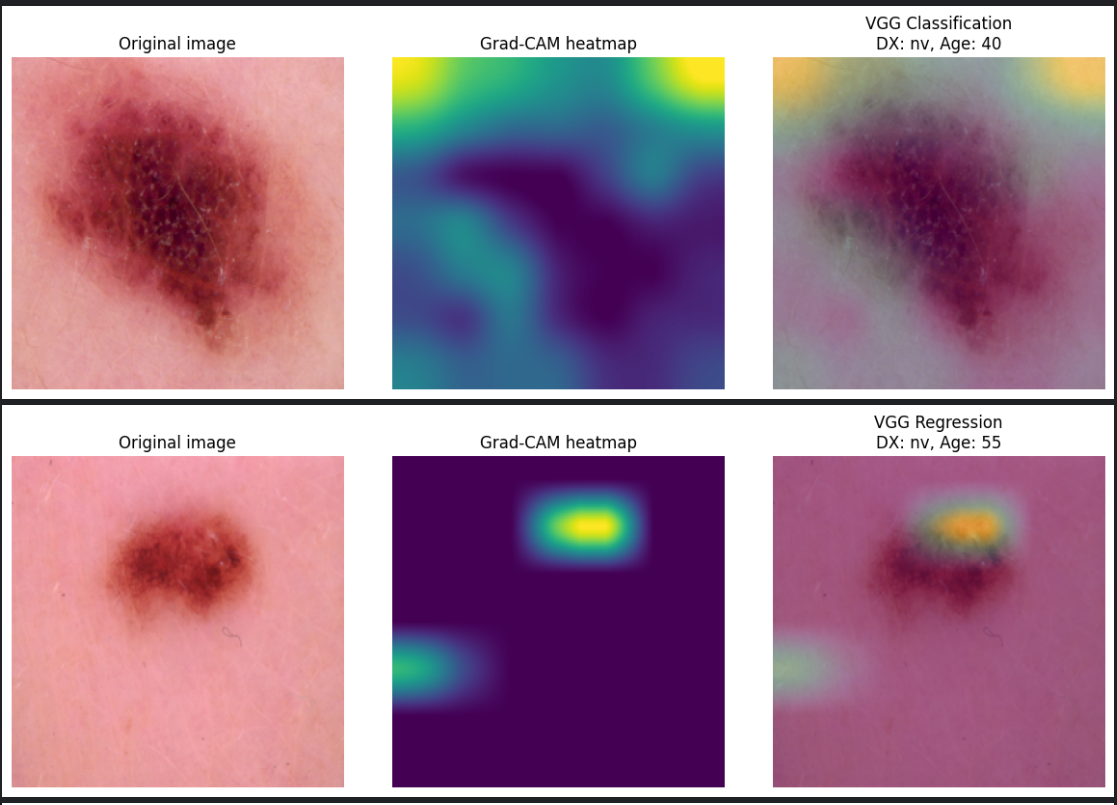 Original image
Grad-CAM heatmap
VGG Classification
DX: nv, Age: 40
Original image
Grad-CAM heatmap
VGG Regression
DX: nv, Age: 55